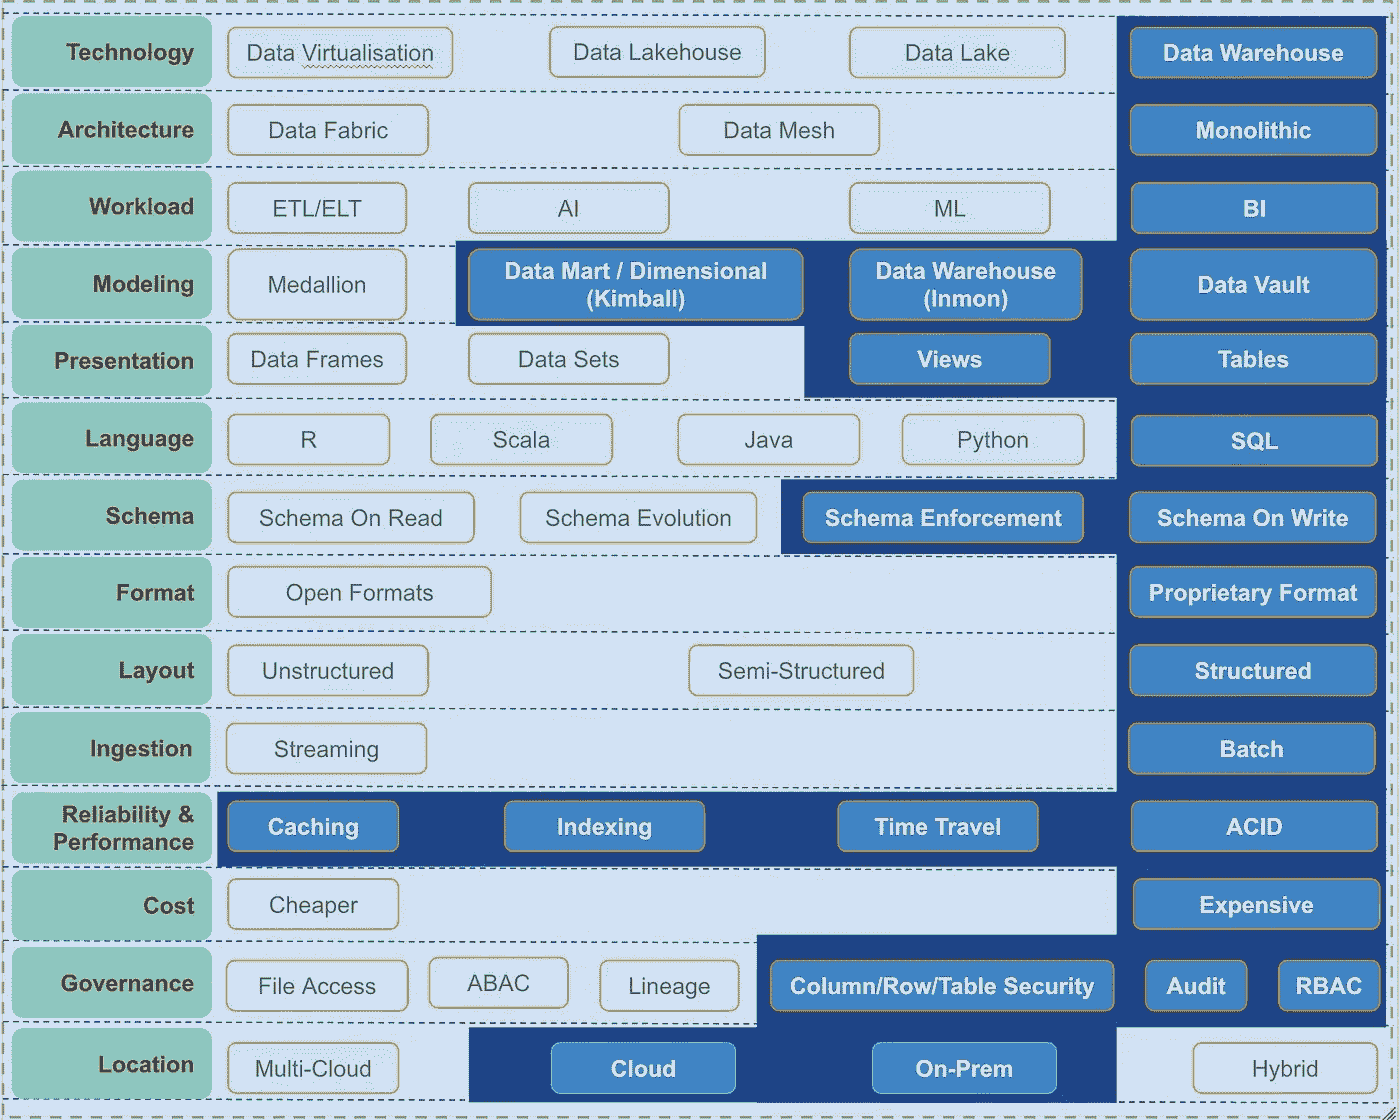 Technology
Data Virtualisation
Data Lakehouse
Data Lake
Data Warehouse
Architecture
Data Fabric
Data Mesh
Monolithic
Workload
ETL/ELT
AI
ML
BI
Modeling
Medallion
Data Mart / Dimensional
(Kimball)
Data Warehouse
(Inmon)
Data Vault
Presentation
Data Frames
Data Sets
Views
Tables
Language
R
Scala
Java
Python
SQL
Schema
Schema On Read
Schema Evolution
Schema Enforcement
Schema On Write
Format
Open Formats
Proprietary Format
Layout
Unstructured
Semi-Structured
Structured
Ingestion
Streaming
Batch
Reliability &
Performance
Caching
Indexing
Time Travel
ACID
Cost
Cheaper
Expensive
Governance
File Access
ABAC
Lineage
Column/Row/Table Security
Audit
RBAC
Location
Multi-Cloud
Cloud
On-Prem
Hybrid